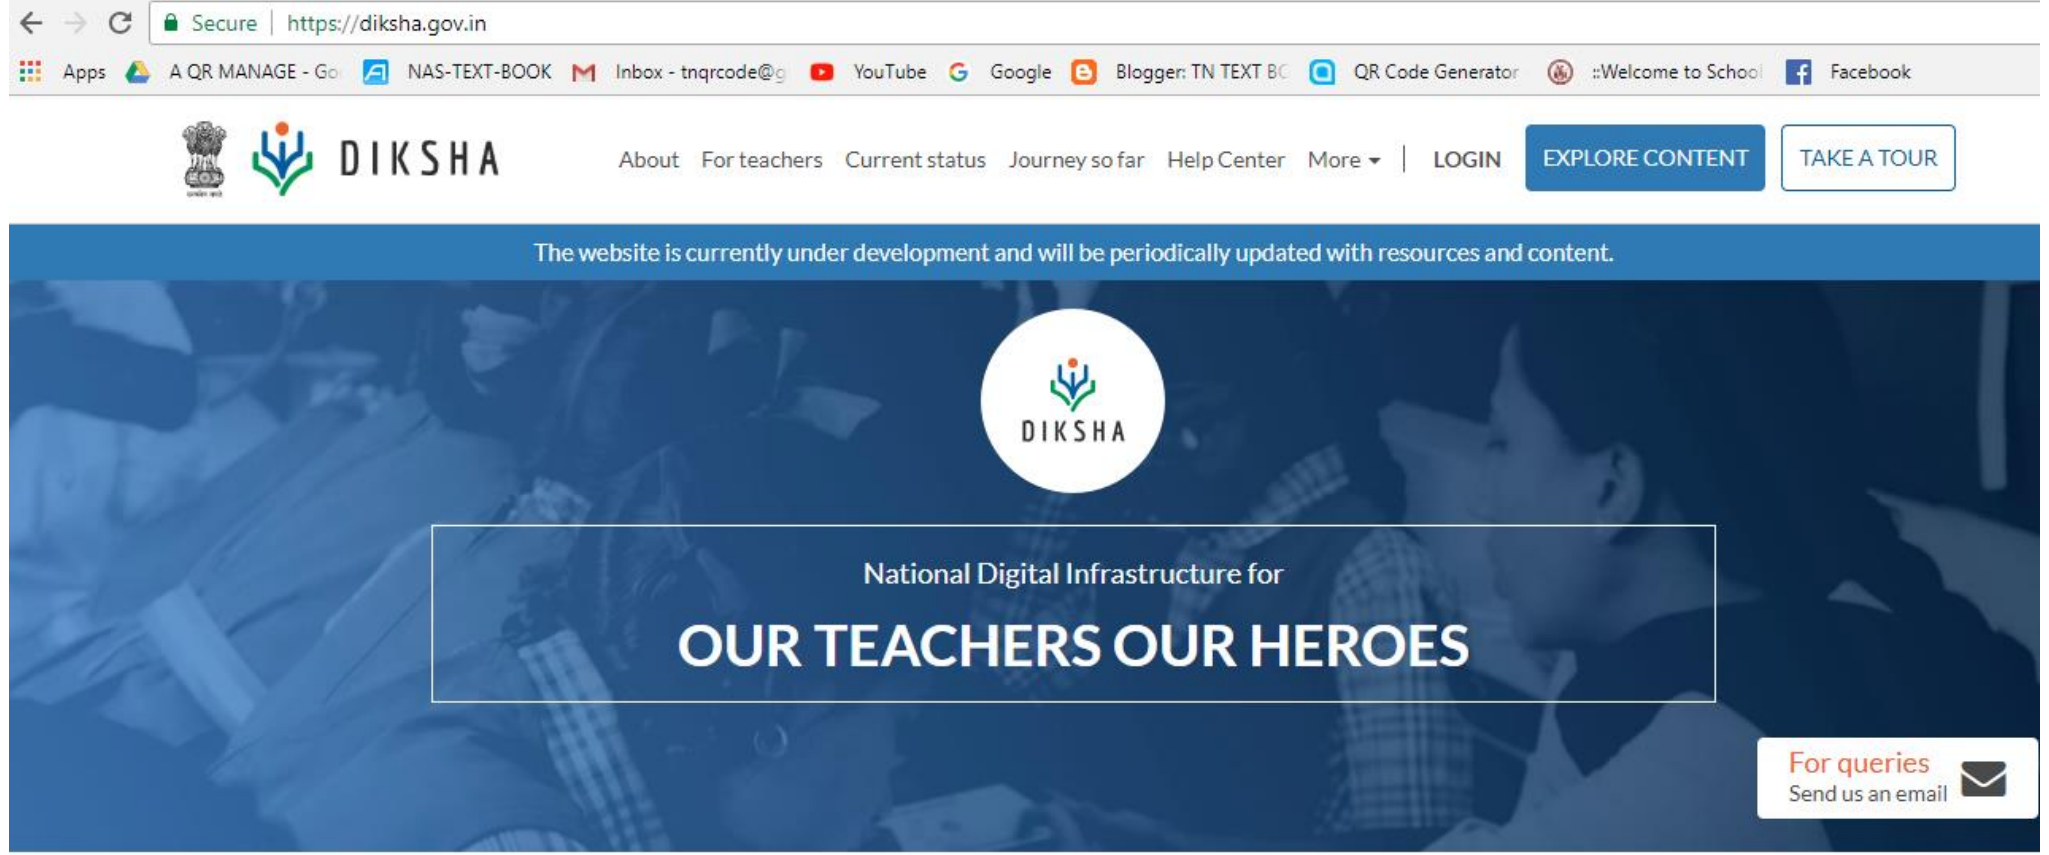 Secure | https://diksha.gov.in
Apps A QR MANAGE - Go NAS-TEXT-BOOK Inbox - tnqrcode@g YouTube Google Blogger: TN TEXT BC QR Code Generator ::Welcome to School Facebook
DIKSHA About For teachers Current status Journey so far Help Center More | LOGIN EXPLORE CONTENT TAKE A TOUR
The website is currently under development and will be periodically updated with resources and content.
DIKSHA
National Digital Infrastructure for
OUR TEACHERS OUR HEROES
For queries
Send us an email